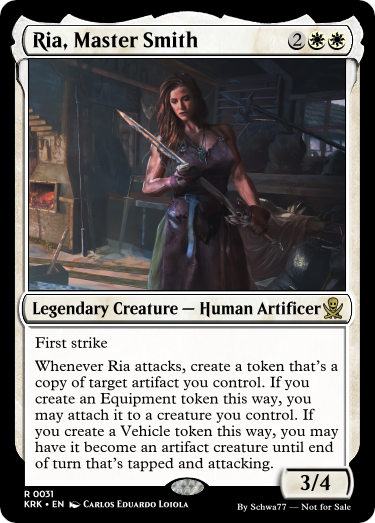 Ria, Master Smith 2
Legendary Creature — Human Artificer
First strike
Whenever Ria attacks, create a token that's a
copy of target artifact you control. If you
create an Equipment token this way, you
may attach it to a creature you control. If
you create a Vehicle token this way, you may
have it become an artifact creature until end
of turn that's tapped and attacking.
3/4
R 0031
KRK • EN Carlos Eduardo Loiola
By Schwa77 — Not for Sale